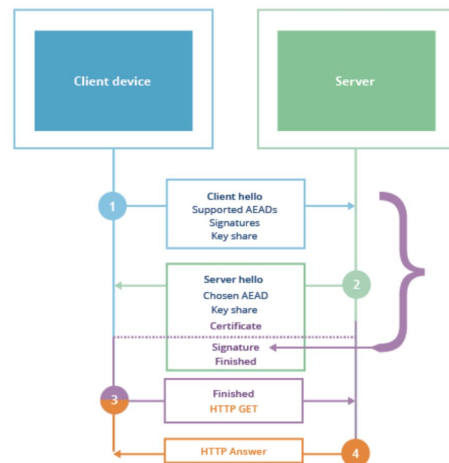 Client device
Server
1
Client hello
Supported AEADs
Signatures
Key share
Server hello
2
Chosen AEAD
Key share
Certificate
Signature
Finished
3
Finished
HTTP GET
HTTP Answer
4